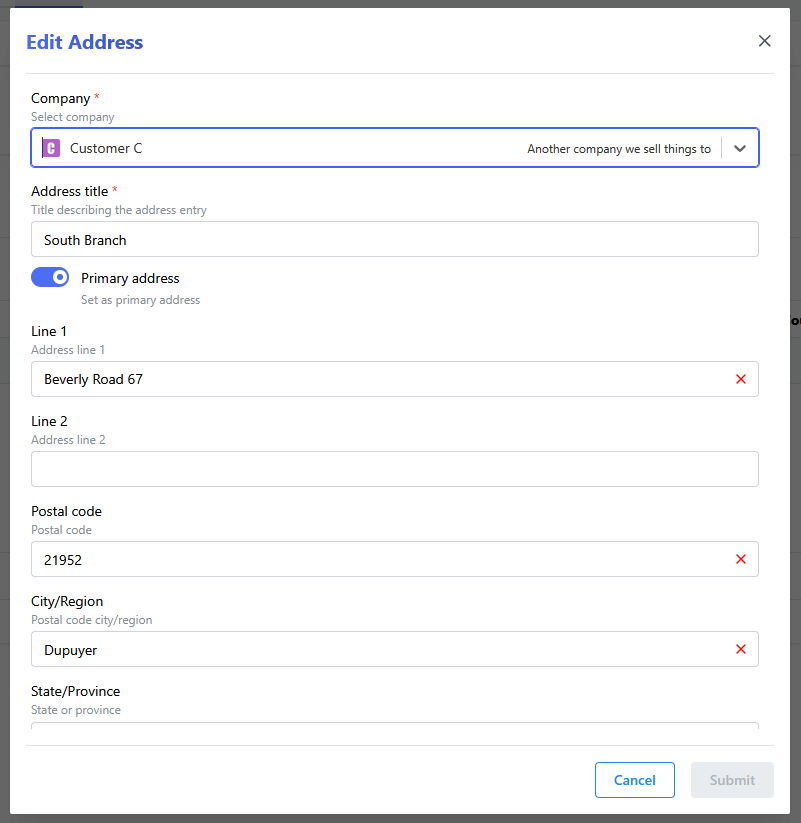 Edit Address
Company *
Select company
C Customer C Another company we sell things to
Address title *
Title describing the address entry
South Branch
Primary address
Set as primary address
Line 1
Address line 1
Beverly Road 67
Line 2
Address line 2
Postal code
Postal code
21952
City/Region
Postal code city/region
Dupuyer
State/Province
State or province
Cancel Submit